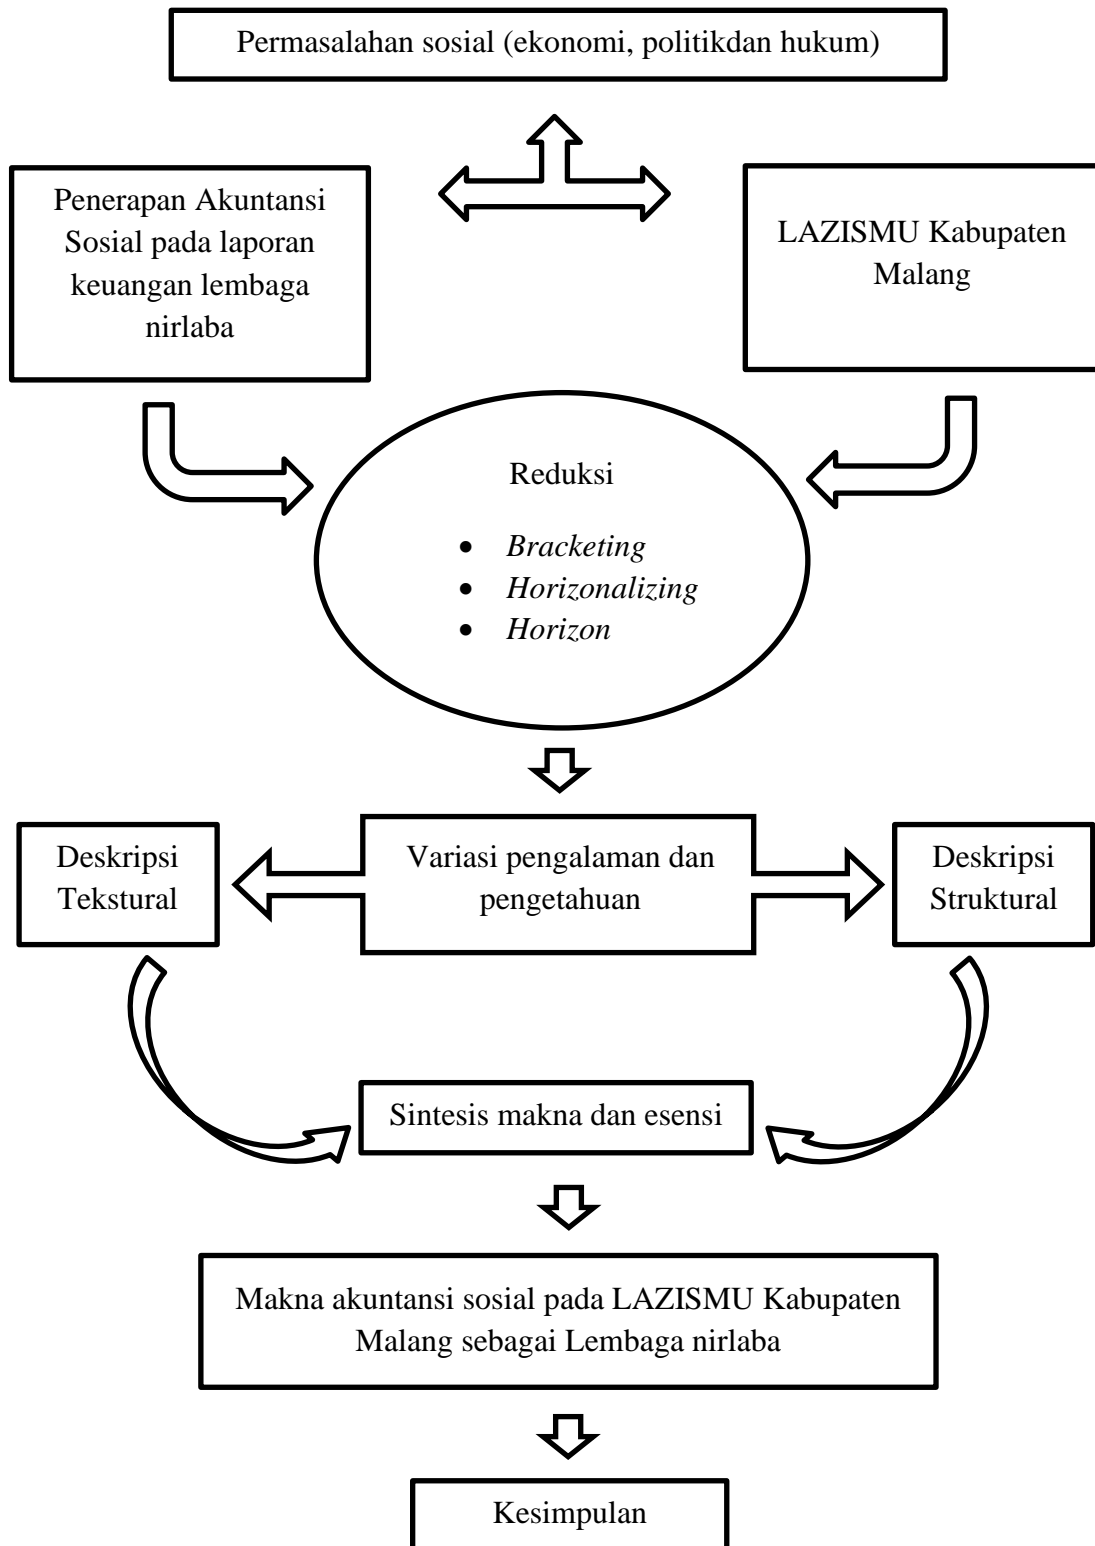 Permasalahan sosial (ekonomi, politikdan hukum)
Penerapan Akuntansi
Sosial pada laporan
keuangan lembaga
nirlaba
LAZISMU Kabupaten
Malang
Reduksi
• Bracketing
• Horizonalizing
• Horizon
Deskripsi
Tekstural
Variasi pengalaman dan
pengetahuan
Deskripsi
Struktural
Sintesis makna dan esensi
Makna akuntansi sosial pada LAZISMU Kabupaten
Malang sebagai Lembaga nirlaba
Kesimpulan